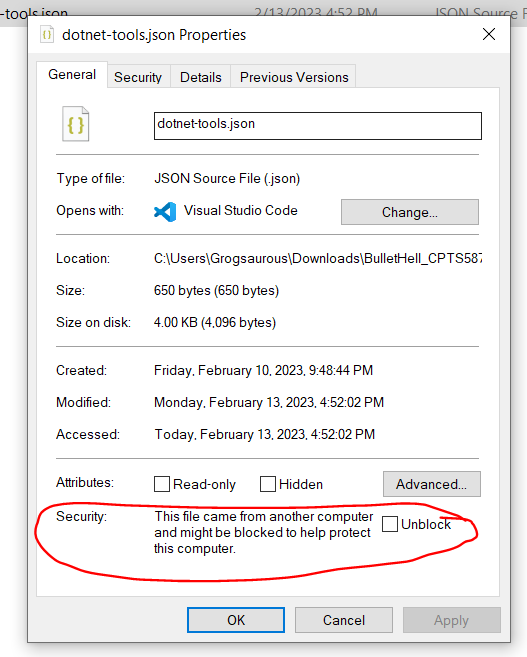 -tools.json 2/13/2023 4:52 PM JSON Source F
dotnet-tools.json Properties
General Security Details Previous Versions
dotnet-tools.json
Type of file: JSON Source File (.json)
Opens with: Visual Studio Code Change...
Location: C:\Users\Grogsaurous\Downloads\BulletHell_CPTS587
Size: 650 bytes (650 bytes)
Size on disk: 4.00 KB (4,096 bytes)
Created: Friday, February 10, 2023, 9:48:44 PM
Modified: Monday, February 13, 2023, 4:52:02 PM
Accessed: Today, February 13, 2023, 4:52:02 PM
Attributes: Read-only Hidden Advanced...
Security: This file came from another computer
and might be blocked to help protect
this computer.
Unblock
OK Cancel Apply